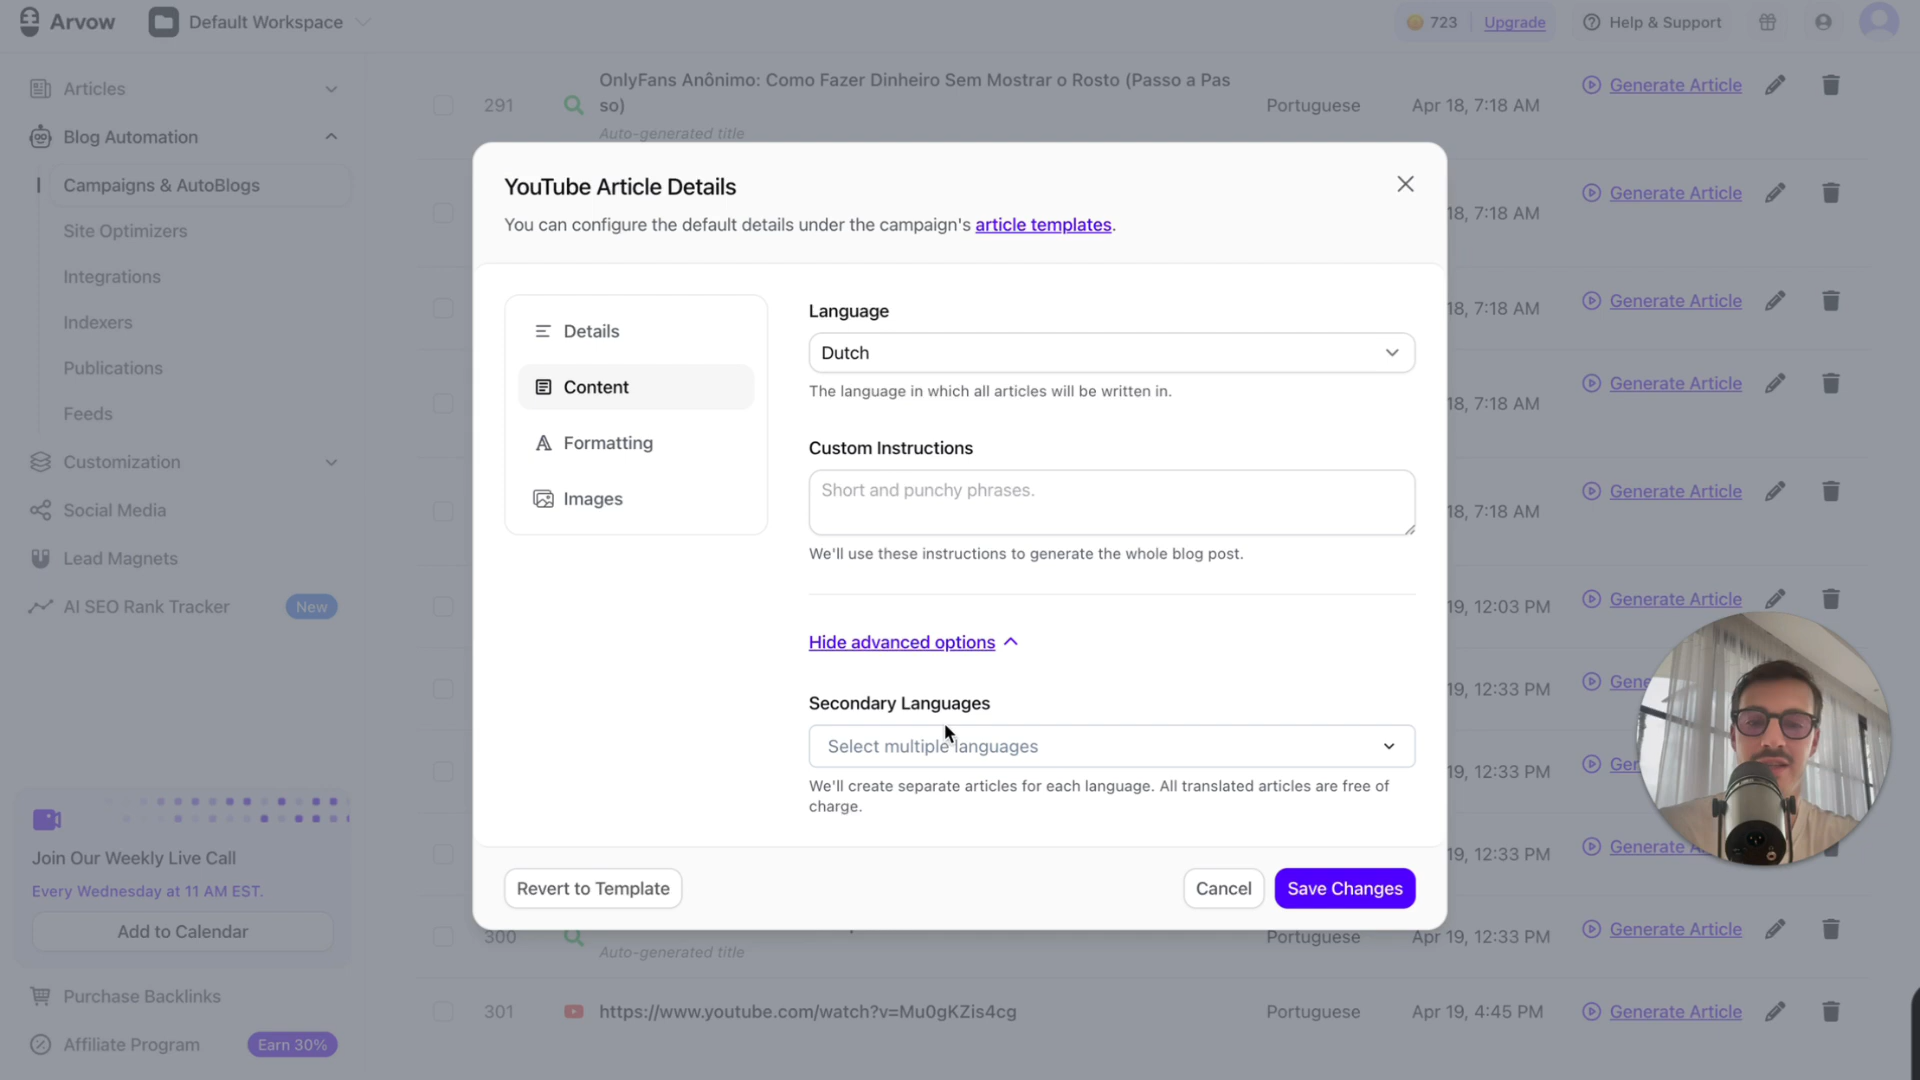 Arvow
Default Workspace
723
Upgrade
Help & Support
Articles
Blog Automation
Campaigns & AutoBlogs
Site Optimizers
Integrations
Indexers
Publications
Feeds
Customization
Social Media
Lead Magnets
AI SEO Rank Tracker
New
Join Our Weekly Live Call
Every Wednesday at 11 AM EST.
Add to Calendar
Purchase Backlinks
Affiliate Program
Earn 30%
291
OnlyFans Anônimo: Como Fazer Dinheiro Sem Mostrar o Rosto (Passo a Pas
so)
Auto-generated title
Portuguese
Apr 18, 7:18 AM
Generate Article
18, 7:18 AM
Generate Article
18, 7:18 AM
Generate Article
18, 7:18 AM
Generate Article
18, 7:18 AM
Generate Article
19, 12:03 PM
Generate Article
19, 12:33 PM
19, 12:33 PM
19, 12:33 PM
YouTube Article Details
You can configure the default details under the campaign's article templates.
Details
Content
Formatting
Images
Language
Dutch
The language in which all articles will be written in.
Custom Instructions
Short and punchy phrases.
We'll use these instructions to generate the whole blog post.
Hide advanced options
Secondary Languages
Select multiple languages
We'll create separate articles for each language. All translated articles are free of
charge.
Revert to Template
Cancel
Save Changes
300
Auto-generated title
Portuguese
Apr 19, 12:33 PM
Generate Article
301
https://www.youtube.com/watch?v=Mu0gKZis4cg
Portuguese
Apr 19, 4:45 PM
Generate Article